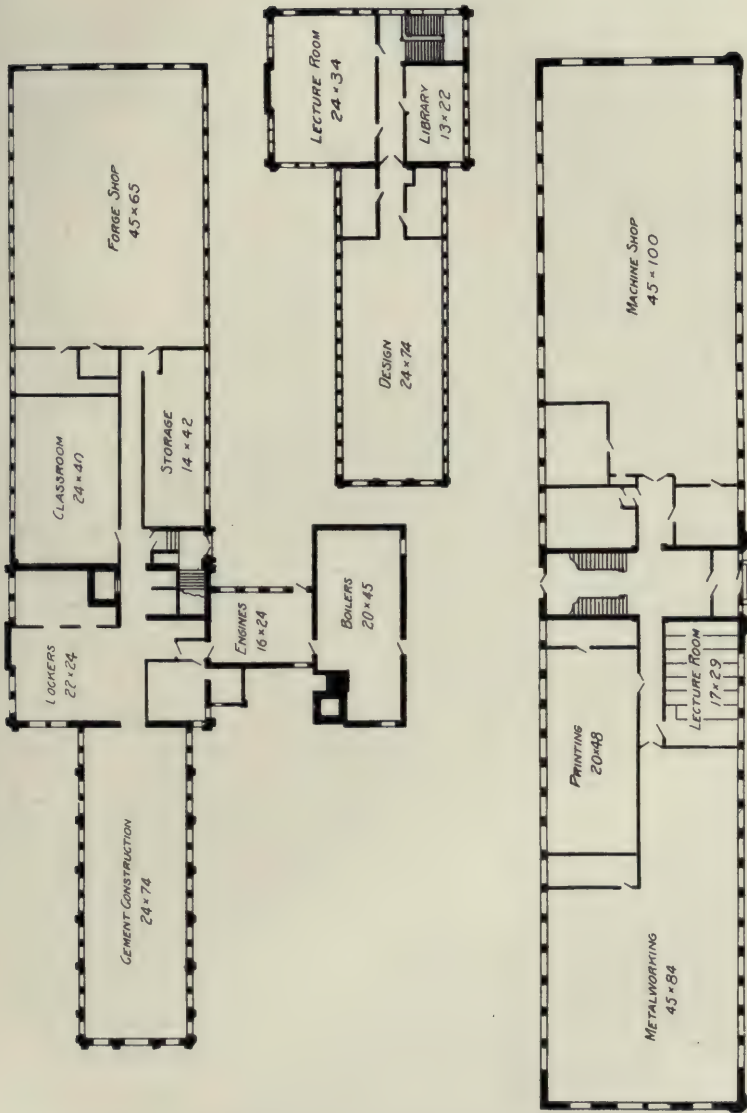 FORGE SHOP
45 × 65
CLASSROOM
24 × 40
STORAGE
14 × 42
LOCKERS
22 × 24
ENGINES
16 × 24
BOILERS
20 × 45
CEMENT CONSTRUCTION
24 × 74
LECTURE ROOM
24 × 34
LIBRARY
13 × 22
DESIGN
24 × 74
MACHINE SHOP
45 × 100
PRINTING
20×48
LECTURE ROOM
17 × 29
METALWORKING
45 × 84